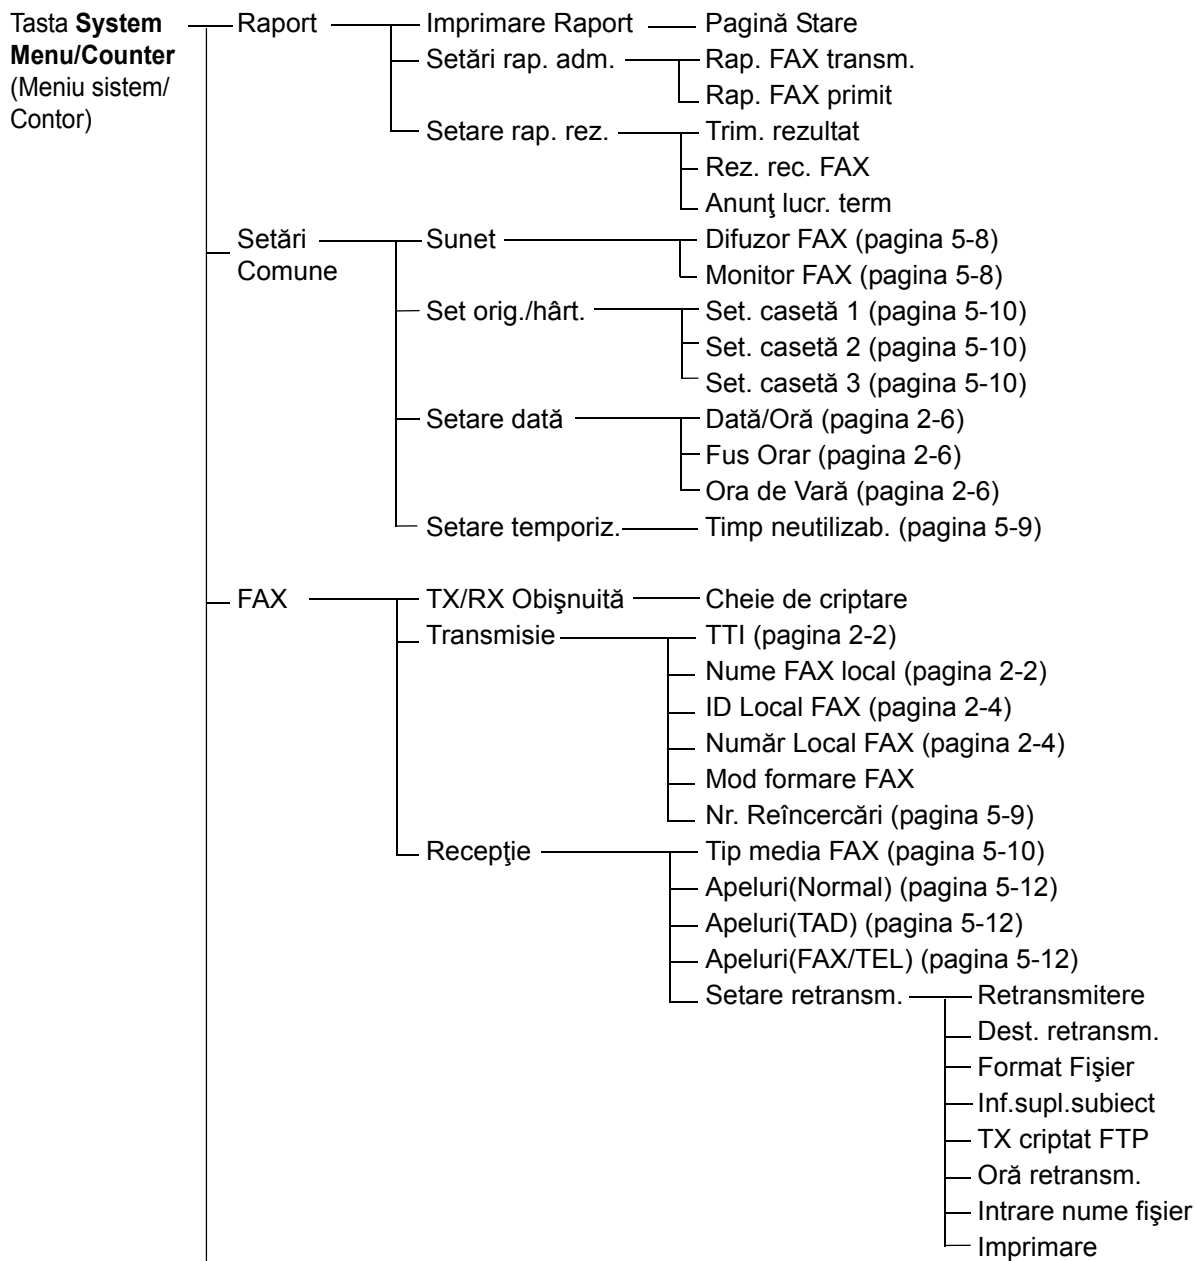 Tasta System Menu/Counter (Meniu sistem/ Contor)
Raport
Imprimare Raport
Pagină Stare
Setări rap. adm.
Rap. FAX transm.
Rap. FAX primit
Setare rap. rez.
Trim. rezultat
Rez. rec. FAX
Anunţ lucr. term
Setări Comune
Sunet
Difuzor FAX (pagina 5-8)
Monitor FAX (pagina 5-8)
Set orig./hârt.
Set. casetă 1 (pagina 5-10)
Set. casetă 2 (pagina 5-10)
Set. casetă 3 (pagina 5-10)
Setare dată
Dată/Oră (pagina 2-6)
Fus Orar (pagina 2-6)
Ora de Vară (pagina 2-6)
Setare temporiz.
Timp neutilizab. (pagina 5-9)
FAX
TX/RX Obişnuită
Cheie de criptare
Transmisie
TTI (pagina 2-2)
Nume FAX local (pagina 2-2)
ID Local FAX (pagina 2-4)
Număr Local FAX (pagina 2-4)
Mod formare FAX
Nr. Reîncercări (pagina 5-9)
Recepţie
Tip media FAX (pagina 5-10)
Apeluri(Normal) (pagina 5-12)
Apeluri(TAD) (pagina 5-12)
Apeluri(FAX/TEL) (pagina 5-12)
Setare retransm.
Retransmitere
Dest. retransm.
Format Fişier
Inf.supl.subiect
TX criptat FTP
Oră retransm.
Intrare nume fişier
Imprimare